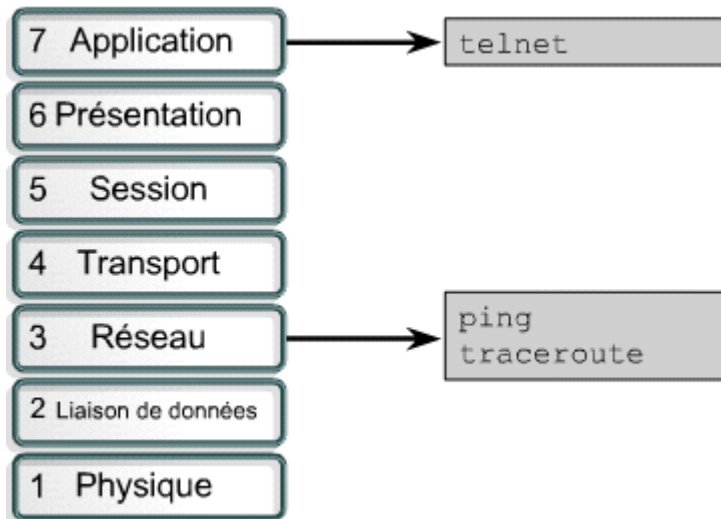 7 Application
telnet
6 Présentation
5 Session
4 Transport
3 Réseau
ping
traceroute
2 Liaison de données
1 Physique